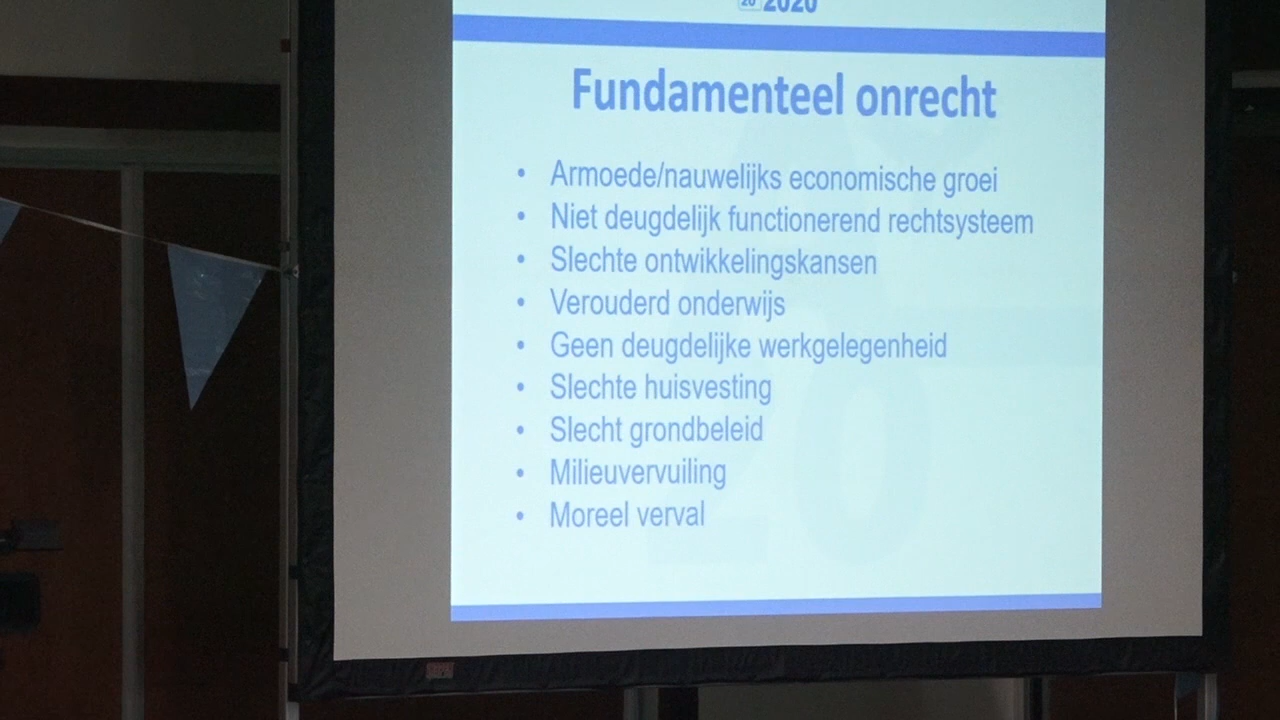 20 2020
Fundamenteel onrecht
• Armoede/nauwelijks economische groei
• Niet deugdelijk functionerend rechtsysteem
• Slechte ontwikkelingskansen
• Verouderd onderwijs
• Geen deugdelijke werkgelegenheid
• Slechte huisvesting
• Slecht grondbeleid
• Milieuvervuiling
• Moreel verval